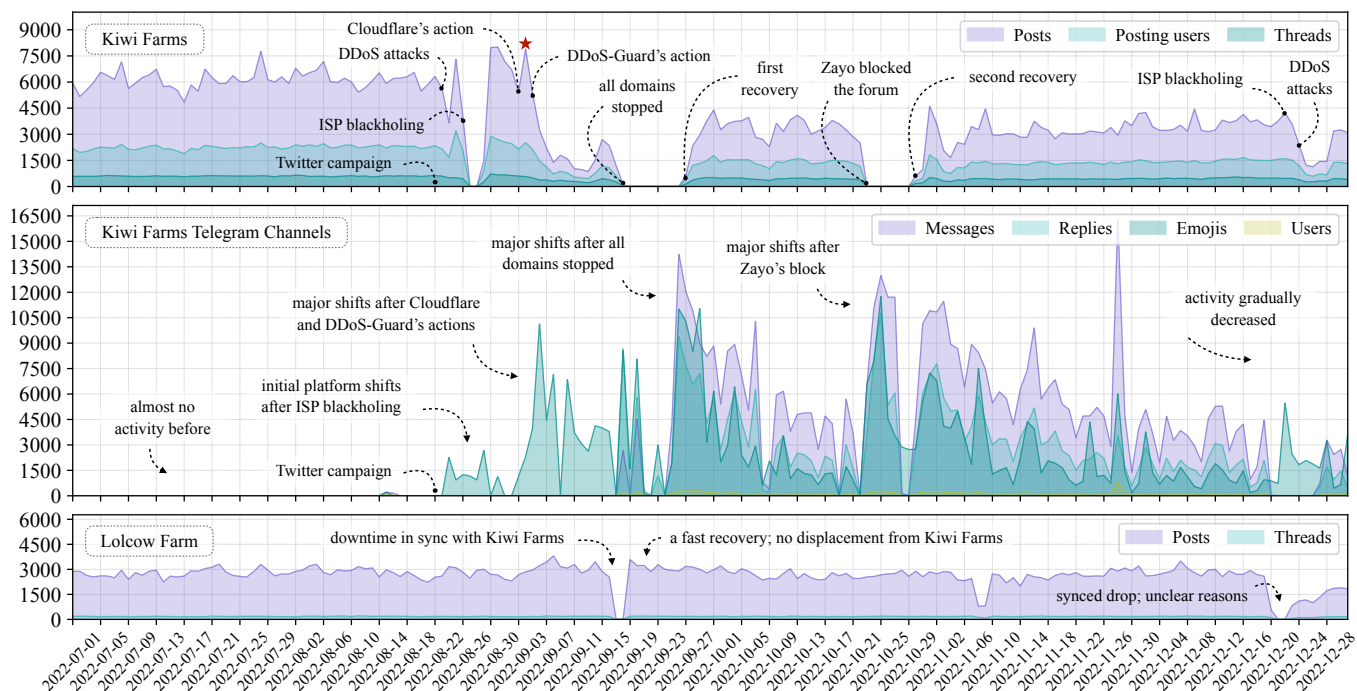 9000
7500
6000
4500
3000
1500
0
Kiwi Farms
Cloudflare's action
DDoS attacks
ISP blackholing
Twitter campaign
DDoS-Guard's action
all domains
stopped
first
recovery
Zayo blocked
the forum
second recovery
ISP blackholing
DDoS
attacks
Posts
Posting users
Threads
16500
15000
13500
12000
10500
9000
7500
6000
4500
3000
1500
0
Kiwi Farms Telegram Channels
Messages
Replies
Emojis
Users
almost no
activity before
initial platform shifts
after ISP blackholing
Twitter campaign
major shifts after Cloudflare
and DDoS-Guard's actions
major shifts after all
domains stopped
major shifts after
Zayo's block
activity gradually
decreased
6000
4500
3000
1500
0
Lolcow Farm
downtime in sync with Kiwi Farms
a fast recovery; no displacement from Kiwi Farms
synced drop; unclear reasons
Posts
Threads
2022-07-01
2022-07-05
2022-07-09
2022-07-13
2022-07-17
2022-07-21
2022-07-25
2022-07-29
2022-08-02
2022-08-06
2022-08-10
2022-08-14
2022-08-18
2022-08-22
2022-08-26
2022-08-30
2022-09-03
2022-09-07
2022-09-11
2022-09-15
2022-09-19
2022-09-23
2022-09-27
2022-10-01
2022-10-05
2022-10-09
2022-10-13
2022-10-17
2022-10-21
2022-10-25
2022-10-29
2022-11-02
2022-11-06
2022-11-10
2022-11-14
2022-11-18
2022-11-22
2022-11-26
2022-11-30
2022-12-04
2022-12-08
2022-12-12
2022-12-16
2022-12-20
2022-12-24
2022-12-28